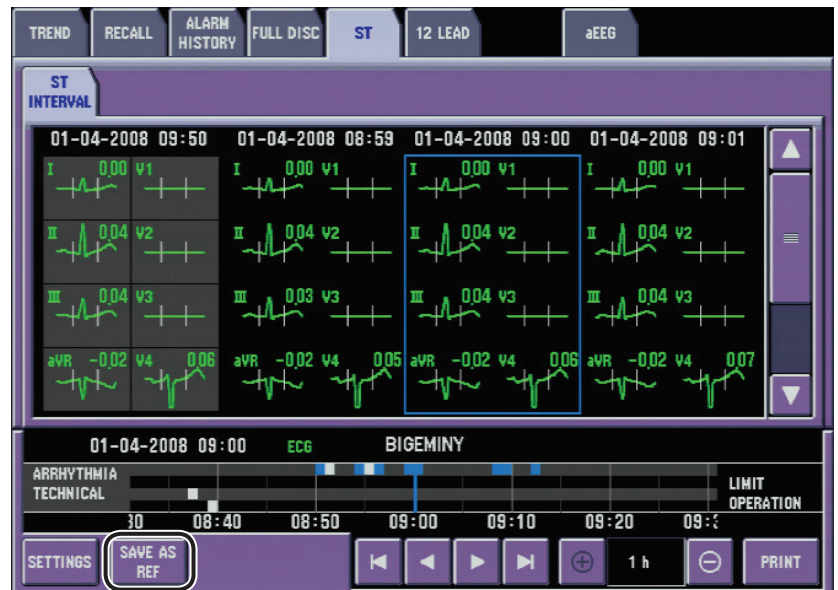 TREND RECALL ALARM HISTORY FULL DISC ST 12 LEAD aEEG
ST INTERVAL
01-04-2008 09:50 01-04-2008 08:59 01-04-2008 09:00 01-04-2008 09:01
I 0.00 V1 I 0.00 V1 I 0.00 V1 I 0.00 V1
II 0.04 V2 II 0.04 V2 II 0.04 V2 II 0.04 V2
III 0.04 V3 III 0.03 V3 III 0.04 V3 III 0.04 V3
aVR -0.02 V4 0.06 aVR -0.02 V4 0.05 aVR -0.02 V4 0.06 aVR -0.02 V4 0.07
01-04-2008 09:00 ECG BIGEMINY
ARRHYTHMIA
TECHNICAL
LIMIT
OPERATION
30 08:40 08:50 09:00 09:10 09:20 09:
SETTINGS SAVE AS REF 1 h PRINT